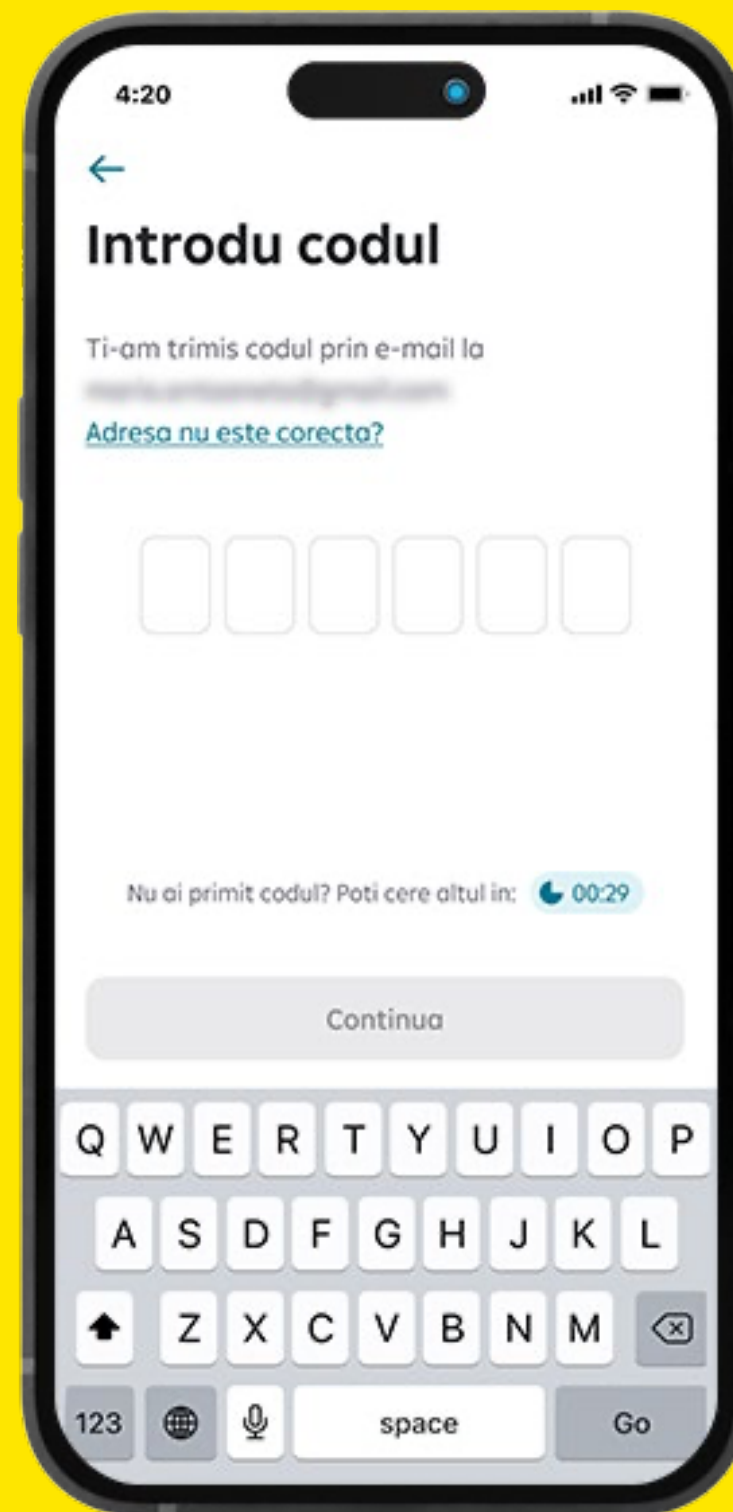 4:20
Introdu codul
Ti-am trimis codul prin e-mail la
Adresa nu este corecta?
Nu ai primit codul? Poti cere altul in: 00:29
Continua
Q W E R T Y U I O P
A S D F G H J K L
Z X C V B N M
123 space Go